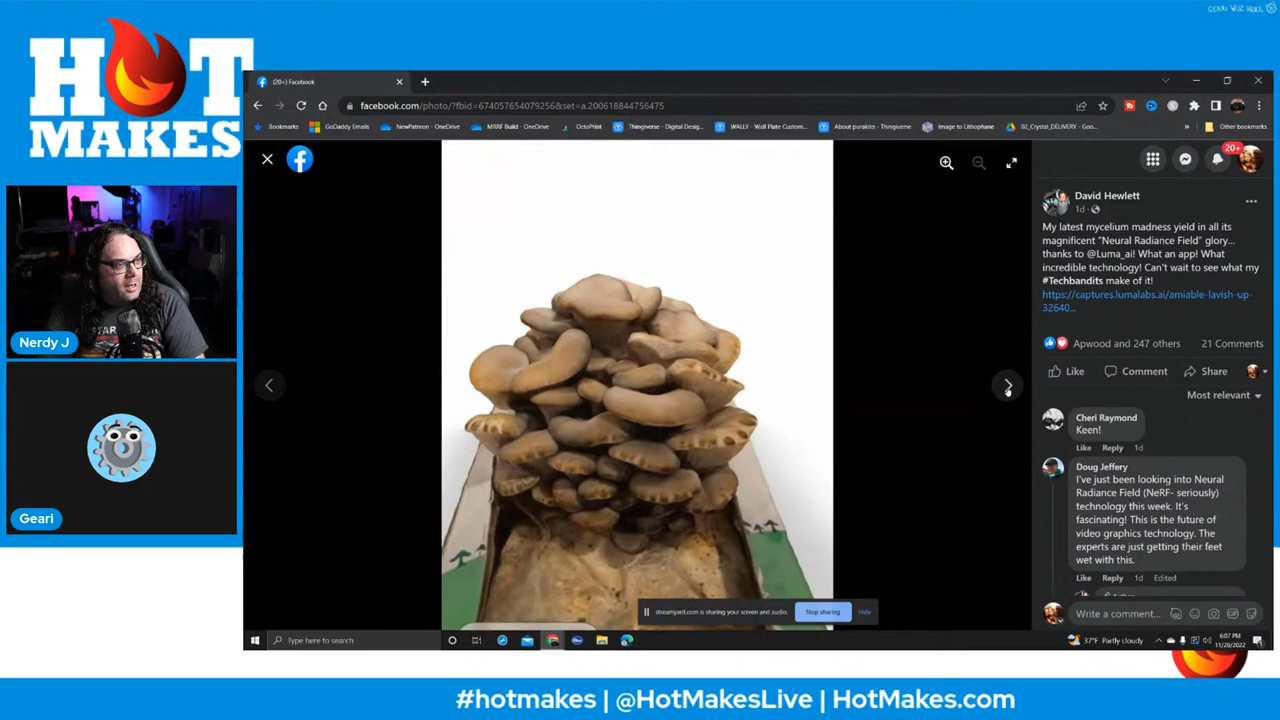 GEARI WUZ HERE
HOT
MAKES
(20+) Facebook
facebook.com/photo/?fbid=674057654079256&set=a.200618844756475
Bookmarks
GoDaddy Emails
NewPatreon - OneDrive
MRRF Build - OneDrive
OctoPrint
Thingiverse - Digital Desig...
WALLY - Wall Plate Custom...
About purakito - Thingiverse
Image to Lithophane
02_Crystal_DELIVERY - Goo...
»
Other bookmarks
20+
David Hewlett
1d
My latest mycelium madness yield in all its
magnificent "Neural Radiance Field" glory...
thanks to @Luma_ai! What an app! What
incredible technology! Can't wait to see what my
#Techbandits make of it!
https://captures.lumalabs.ai/amiable-lavish-up-
32640...
Apwood and 247 others
21 Comments
Like
Comment
Share
Most relevant
Cheri Raymond
Keen!
Like Reply 1d
Doug Jeffery
I've just been looking into Neural
Radiance Field (NeRF- seriously)
technology this week. It's
fascinating! This is the future of
video graphics technology. The
experts are just getting their feet
wet with this.
Like Reply 1d Edited
Write a comment...
Nerdy J
Geari
streamyard.com is sharing your screen and audio.
Stop sharing
Hide
Type here to search
37°F Partly cloudy
6:07 PM
11/28/2022
#hotmakes | @HotMakesLive | HotMakes.com